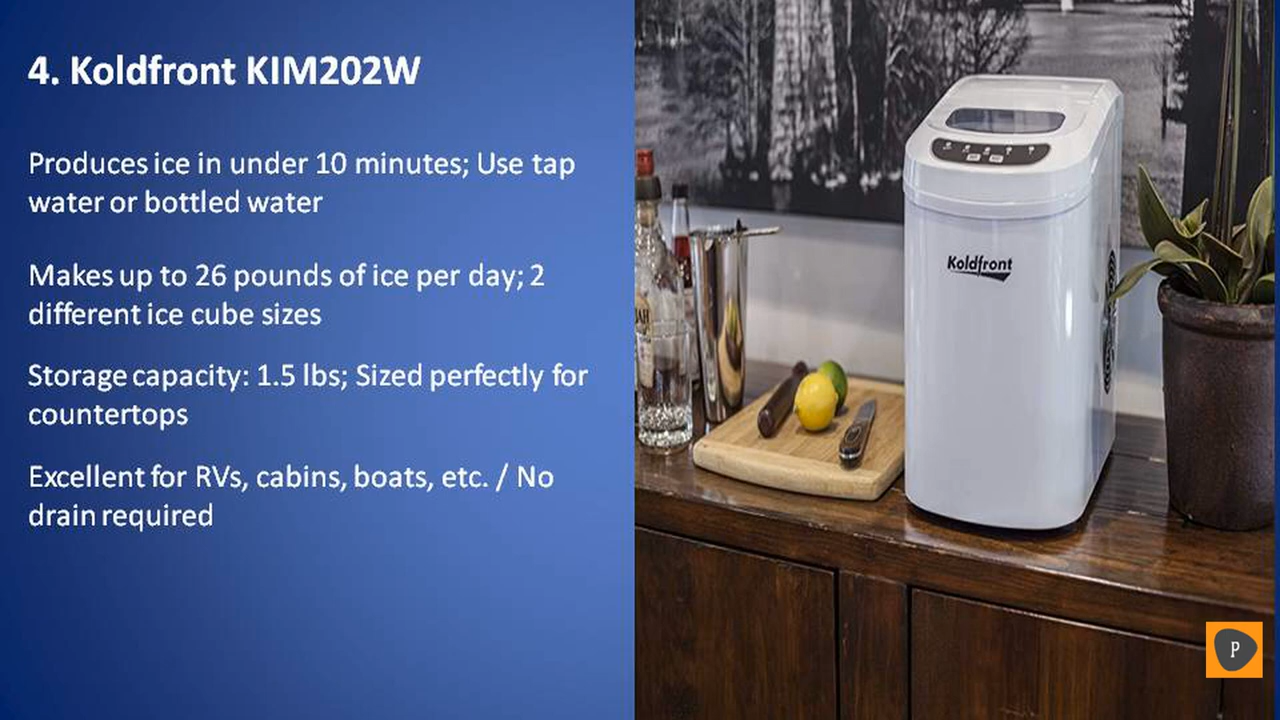 4. Koldfront KIM202W
Produces ice in under 10 minutes; Use tap
water or bottled water
Makes up to 26 pounds of ice per day; 2
different ice cube sizes
Storage capacity: 1.5 lbs; Sized perfectly for
countertops
Excellent for RVs, cabins, boats, etc. / No
drain required
Koldfront
P